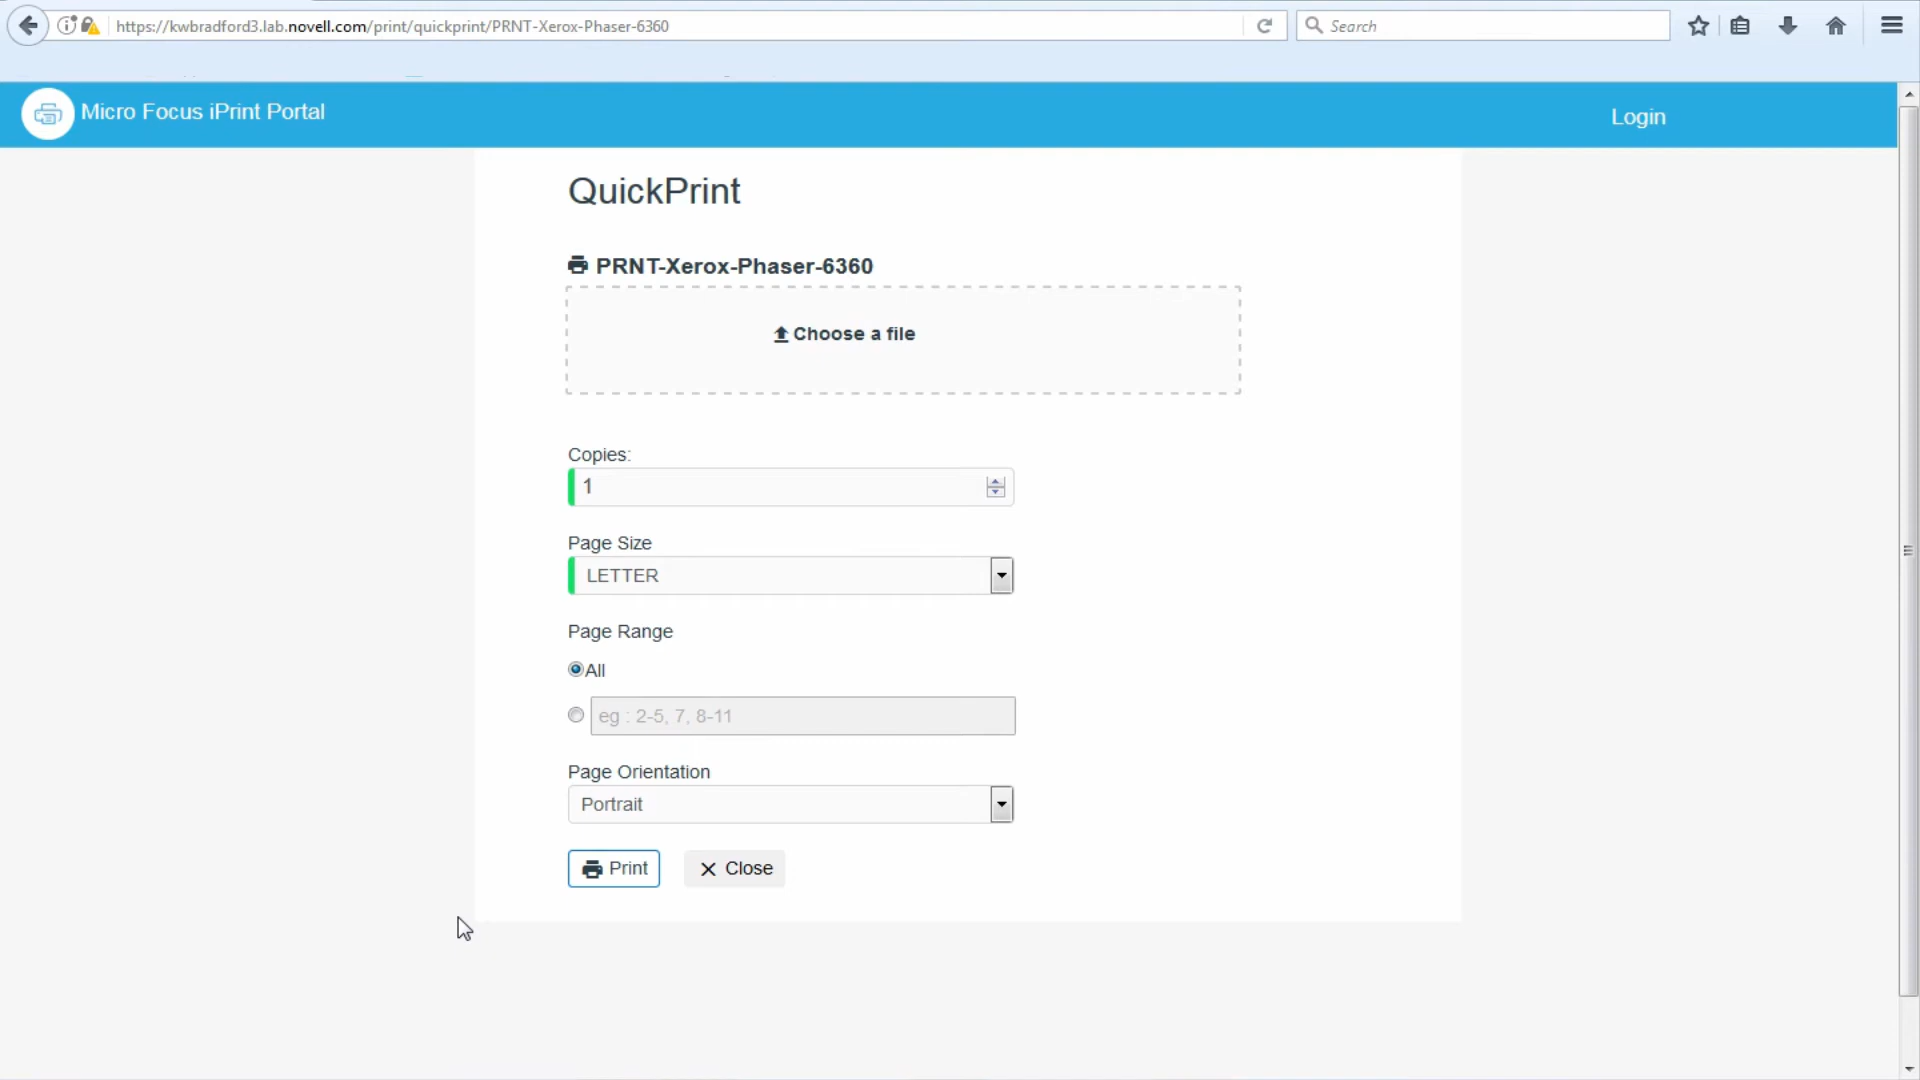 https://kwbradford3.lab.novell.com/print/quickprint/PRNT-Xerox-Phaser-6360
Search
Micro Focus iPrint Portal
Login
QuickPrint
PRNT-Xerox-Phaser-6360
Choose a file
Copies:
1
Page Size
LETTER
Page Range
All
eg : 2-5, 7, 8-11
Page Orientation
Portrait
Print
Close